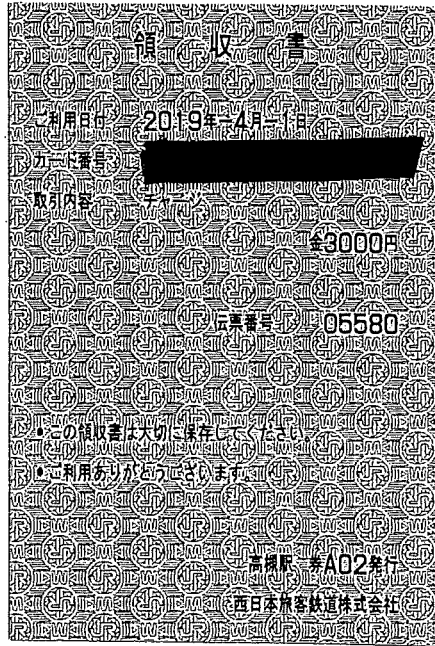 領収書
ご利用日付 2019年-4月-1日
カード番号
取引内容 チャージ
金3000円
伝票番号 05580
•この領収書は大切に保存してください。
•ご利用ありがとうございます。
高槻駅 券A02発行
西日本旅客鉄道株式会社